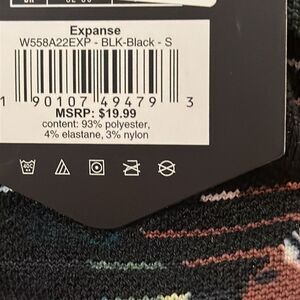 Expanse
W558A22EXP - BLK-Black - S
1 90107 49479 3
MSRP: $19.99
content: 93% polyester,
4% elastane, 3% nylon